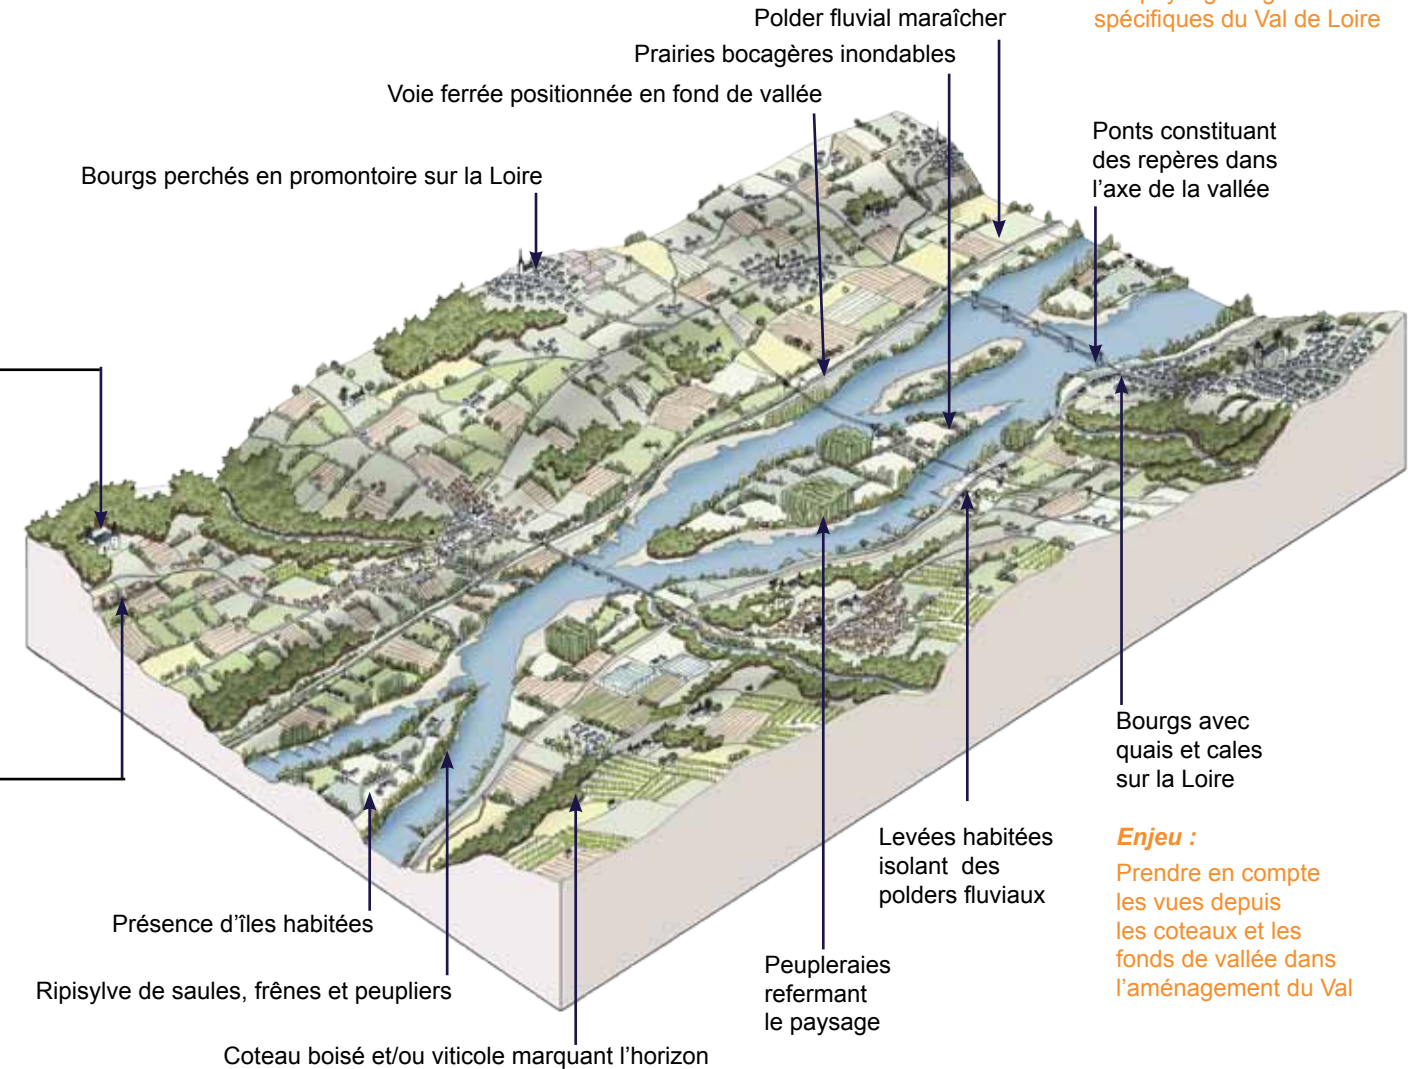 spécifiques du Val de Loire
Polder fluvial maraîcher
Prairies bocagères inondables
Voie ferrée positionnée en fond de vallée
Ponts constituant
des repères dans
l’axe de la vallée
Bourgs perchés en promontoire sur la Loire
Bourgs avec
quais et cales
sur la Loire
Levées habitées
isolant des
polders fluviaux
Enjeu :
Prendre en compte
les vues depuis
les coteaux et les
fonds de vallée dans
l’aménagement du Val
Présence d’îles habitées
Peupleraies
refermant
le paysage
Ripisylve de saules, frênes et peupliers
Coteau boisé et/ou viticole marquant l’horizon